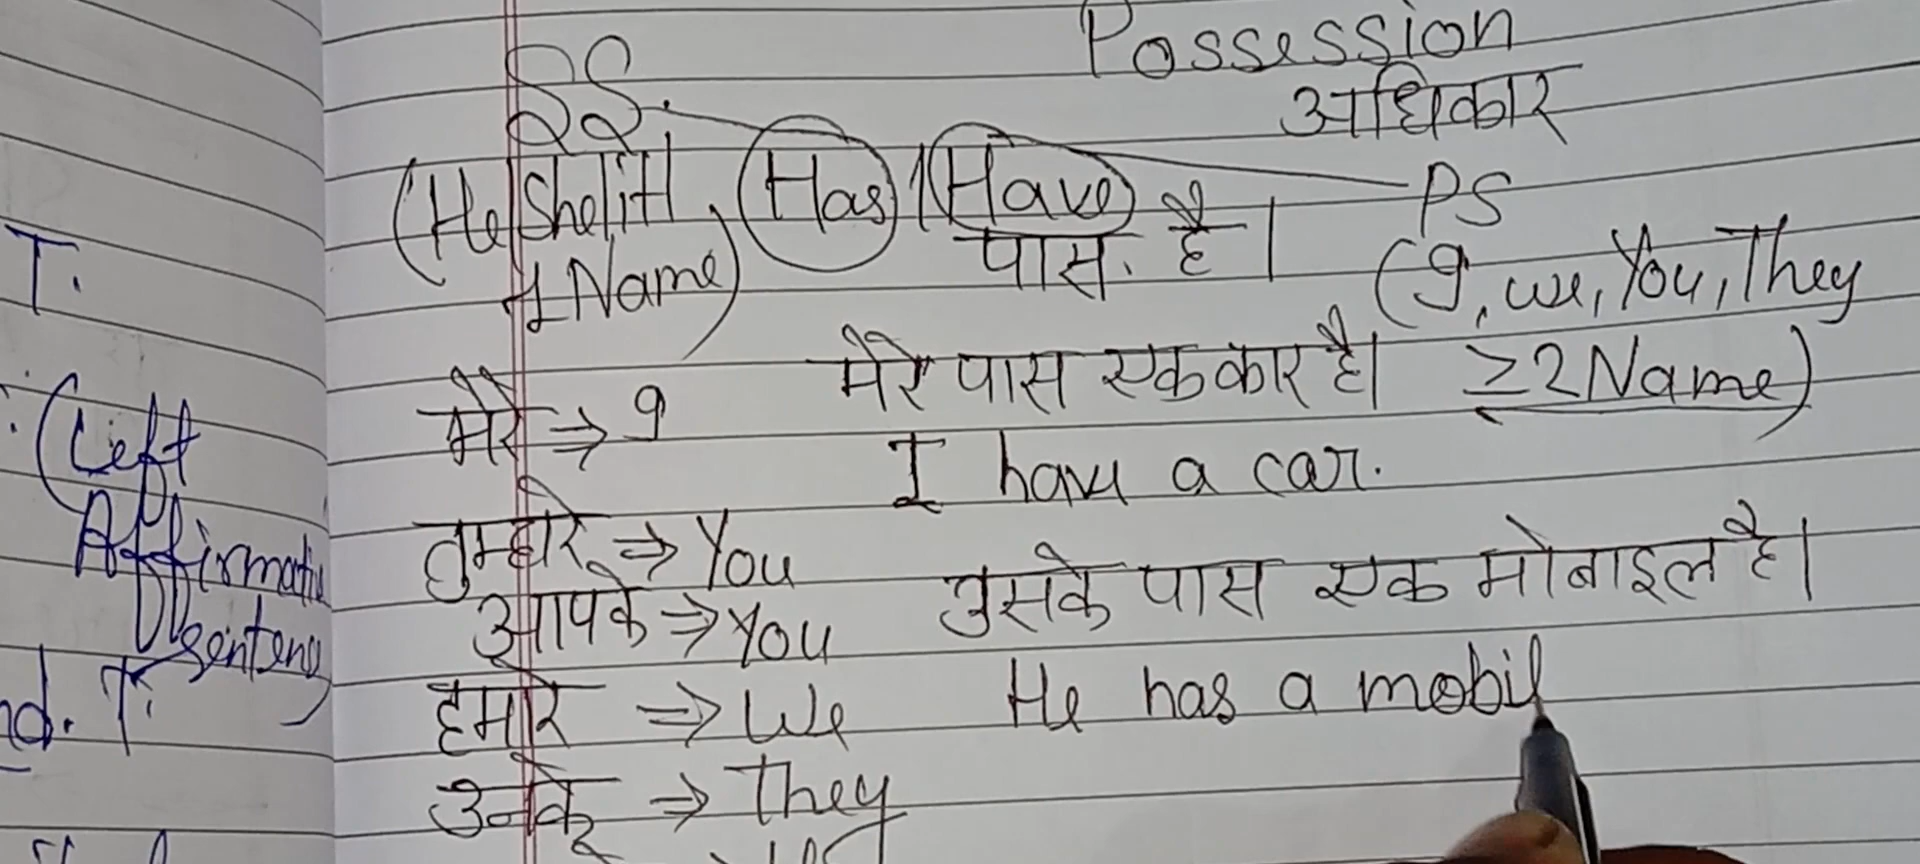 Possession
अधिकार
SS.
(He/She/it/ Has/Have PS
1 Name) पास. है।
(I, we, You, They
≥2 Name)
मेरे पास एक कार है।
मेरे ⇒ I
I have a car.
तुम्हारे ⇒ You
उसके पास एक मोबाइल है।
आपके ⇒ You
He has a mobil
हमारे ⇒ We
उनके ⇒ They
T.
(Left
Affirmative
sentence)
nd. T.